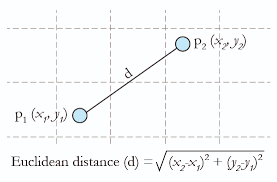 p₂ (x₂,y₂)
d
p₁ (x₁,y₁)
Euclidean distance (d) = √(x₂-x₁)² + (y₂-y₁)²